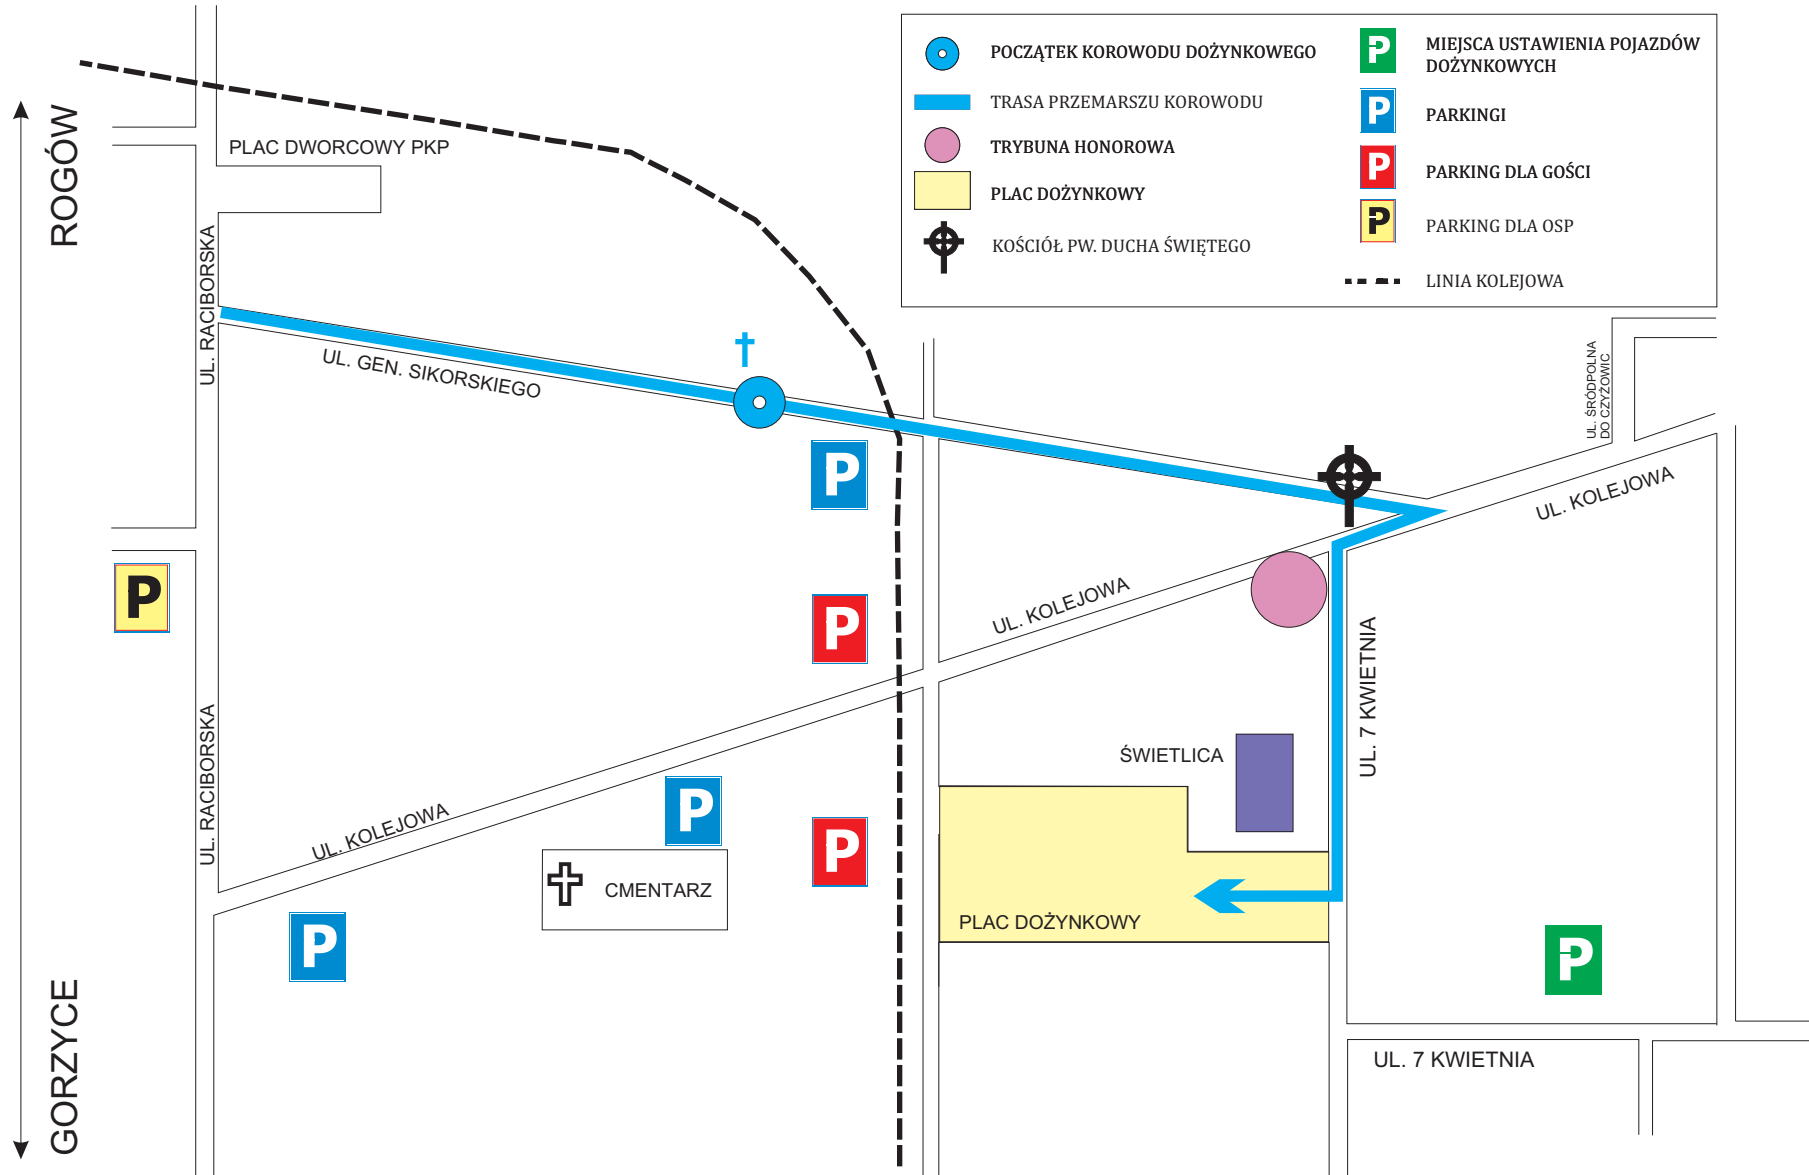 POCZĄTEK KOROWODU DOŻYNKOWEGO
TRASA PRZEMARSZU KOROWODU
TRYBUNA HONOROWA
PLAC DOŻYNKOWY
KOŚCIÓŁ PW. DUCHA ŚWIĘTEGO
P
MIEJSCA USTAWIENIA POJAZDÓW
DOŻYNKOWYCH
P
PARKINGI
P
PARKING DLA GOŚCI
P
PARKING DLA OSP
LINIA KOLEJOWA
ROGÓW
GORZYCE
PLAC DWORCOWY PKP
UL. RACIBORSKA
UL. GEN. SIKORSKIEGO
UL. ŚRÓDPOLNA
DO CZYŻOWIC
P
UL. KOLEJOWA
P
P
UL. KOLEJOWA
UL. RACIBORSKA
UL. 7 KWIETNIA
ŚWIETLICA
P
UL. KOLEJOWA
P
CMENTARZ
PLAC DOŻYNKOWY
P
P
UL. 7 KWIETNIA